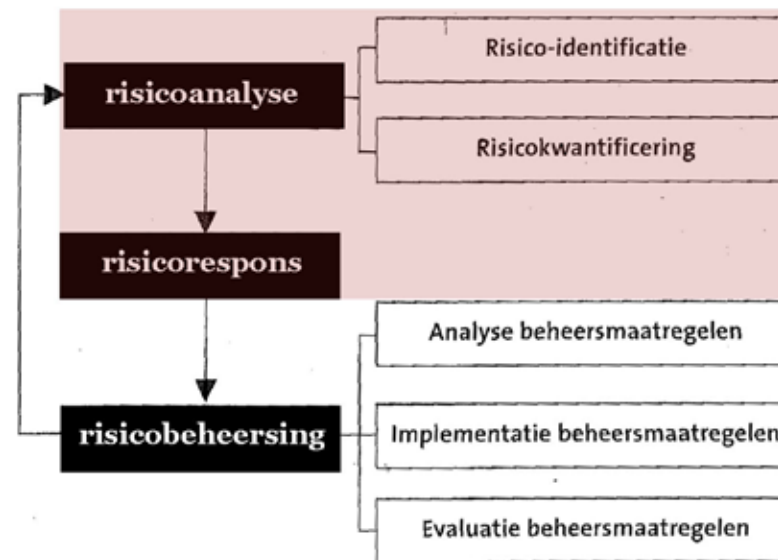 Risico-identificatie
risicoanalyse
Risicokwantificering
risicorespons
Analyse beheersmaatregelen
risicobeheersing
Implementatie beheersmaatregelen
Evaluatie beheersmaatregelen